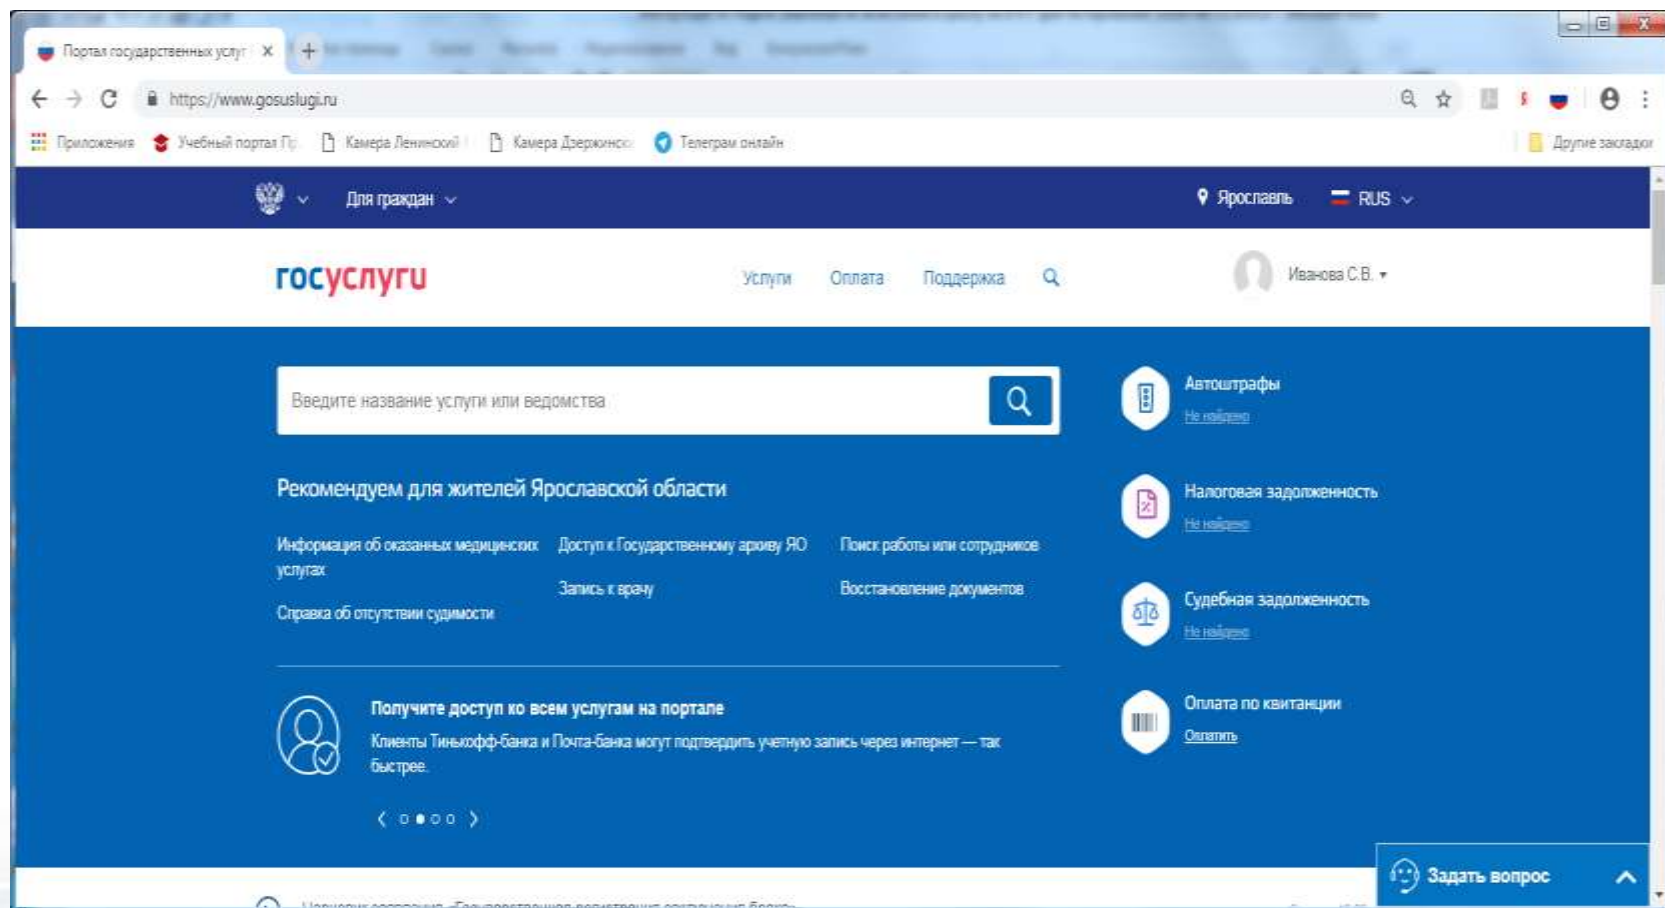 Портал государственных услуг
https://www.gosuslugi.ru
Приложения Учебный портал Камера Ленинский Камера Дзержинск Телеграм онлайн Другие закладки
Для граждан Ярославль RUS
госуслуги Услуги Оплата Поддержка Иванова С.В.
Введите название услуги или ведомства
Автоштрафы
Не найдено
Рекомендуем для жителей Ярославской области
Информация об оказанных медицинских услугах
Справка об отсутствии судимости
Доступ к Государственному архиву ЯО
Запись к врачу
Поиск работы или сотрудников
Восстановление документов
Налоговая задолженность
Не найдено
Судебная задолженность
Не найдено
Получите доступ ко всем услугам на портале
Клиенты Тинькофф-банка и Почта-банка могут подтвердить учетную запись через интернет — так
быстрее.
Оплата по квитанции
Оплатить
Задать вопрос